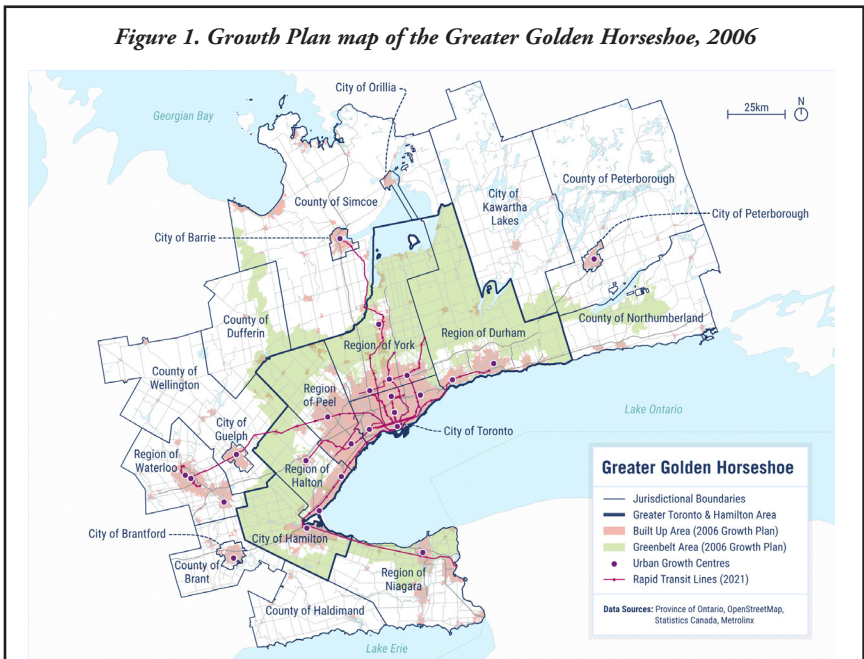 Figure 1. Growth Plan map of the Greater Golden Horseshoe, 2006
City of Orillia
25km
N
Georgian Bay
County of Simcoe
City of
Kawartha
Lakes
County of Peterborough
City of Peterborough
City of Barrie
County of
Dufferin
Region of York
Region of Durham
County of Northumberland
County of
Wellington
Region
of Peel
Lake Ontario
City of
Guelph
City of Toronto
Region of
Waterloo
Region of
Halton
City of Brantford
City of Hamilton
County of
Brant
Region of
Niagara
County of Haldimand
Lake Erie
Greater Golden Horseshoe
Jurisdictional Boundaries
Greater Toronto & Hamilton Area
Built Up Area (2006 Growth Plan)
Greenbelt Area (2006 Growth Plan)
Urban Growth Centres
Rapid Transit Lines (2021)
Data Sources: Province of Ontario, OpenStreetMap,
Statistics Canada, Metrolinx